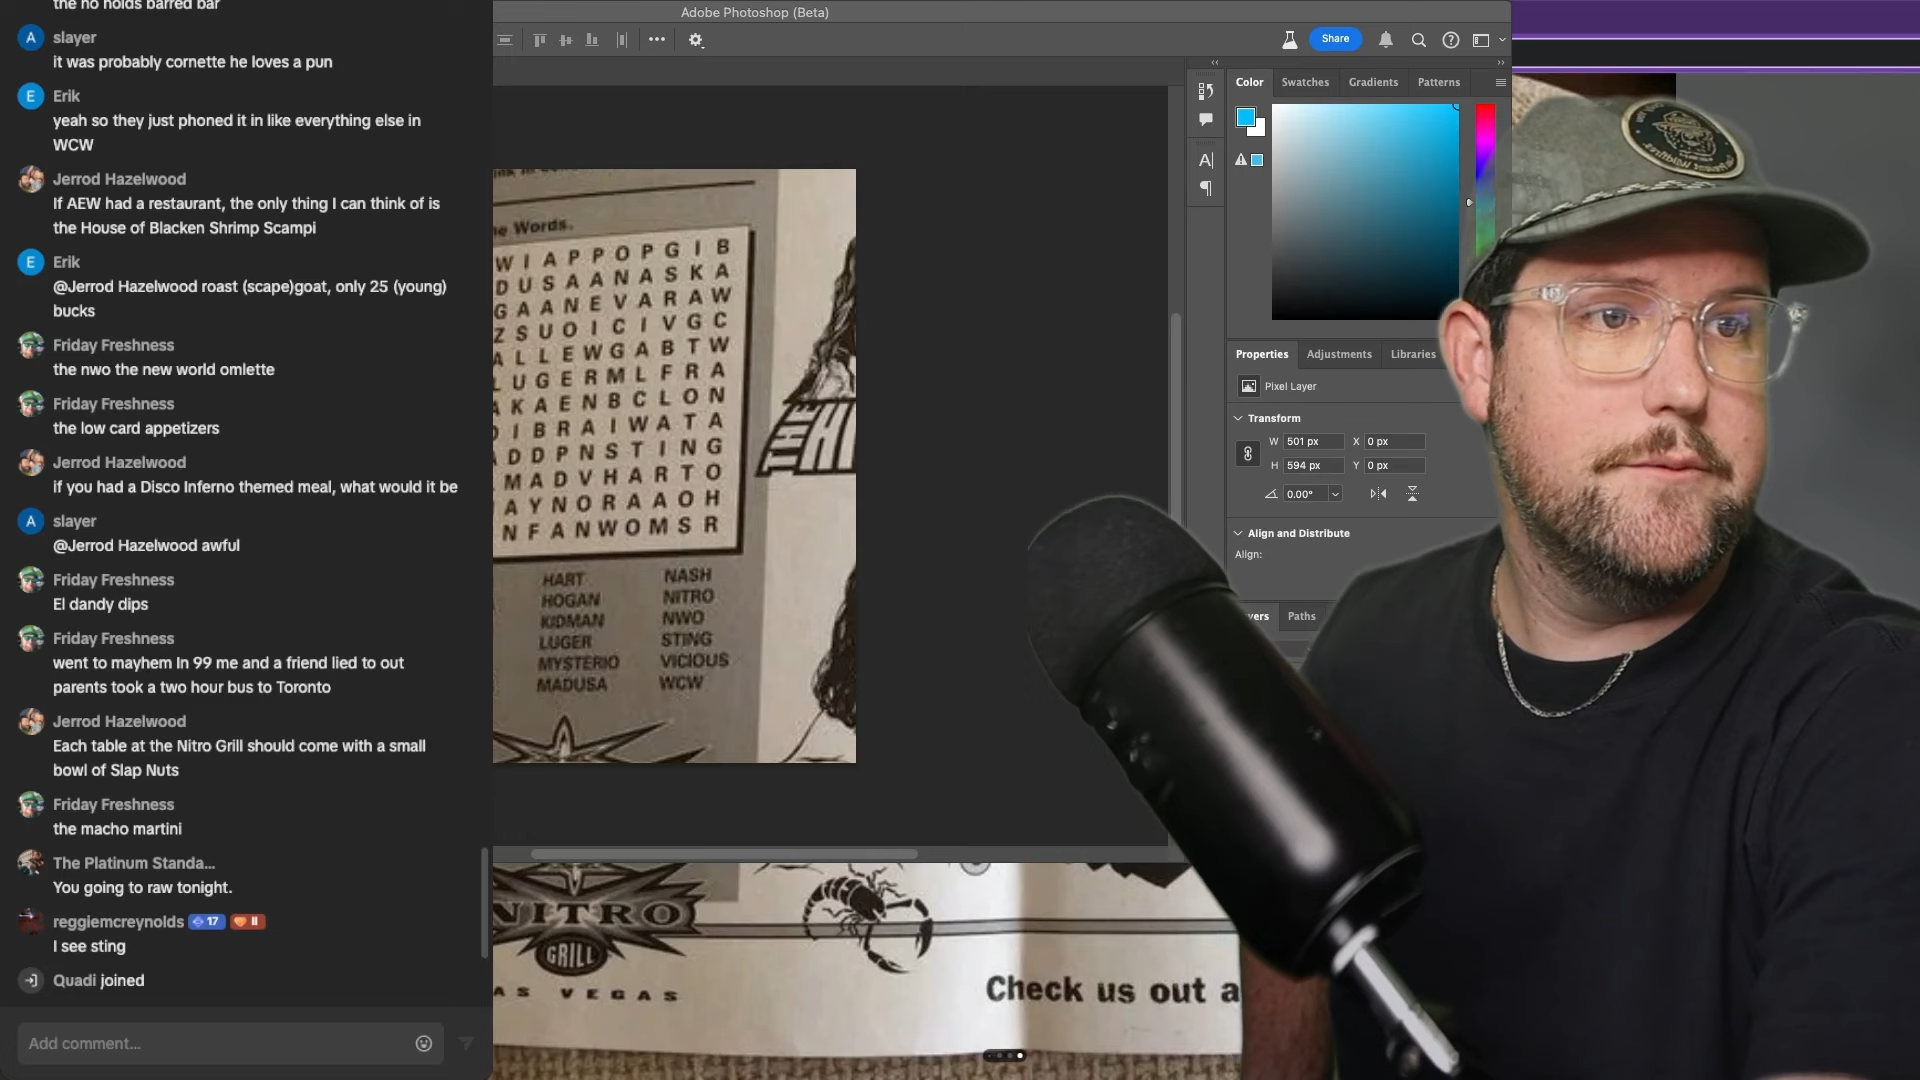 the no holds barred bar
A slayer
it was probably cornette he loves a pun
E Erik
yeah so they just phoned it in like everything else in
WCW
Jerrod Hazelwood
If AEW had a restaurant, the only thing I can think of is
the House of Blacken Shrimp Scampi
E Erik
@Jerrod Hazelwood roast (scape)goat, only 25 (young)
bucks
Friday Freshness
the nwo the new world omlette
Friday Freshness
the low card appetizers
Jerrod Hazelwood
if you had a Disco Inferno themed meal, what would it be
A slayer
@Jerrod Hazelwood awful
Friday Freshness
El dandy dips
Friday Freshness
went to mayhem In 99 me and a friend lied to out
parents took a two hour bus to Toronto
Jerrod Hazelwood
Each table at the Nitro Grill should come with a small
bowl of Slap Nuts
Friday Freshness
the macho martini
The Platinum Standa...
You going to raw tonight.
reggiemcreynolds 17 II
I see sting
Quadi joined
Add comment...
Adobe Photoshop (Beta)
Share
he Words.
W I A P P O P G I B
D U S A A N A S K A
G A A N E V A R A W
Z S U O I C I V G C
A L L E W G A B T W
L U G E R M L F R A
A K A E N B C L O N
D I B R A I W A T A
A D D P N S T I N G
M A D V H A R T O
A Y N O R A A O H
N F A N W O M S R
HART NASH
HOGAN NITRO
KIDMAN NWO
LUGER STING
MYSTERIO VICIOUS
MADUSA WCW
THE
NITRO
GRILL
AS VEGAS
Check us out a
Color Swatches Gradients Patterns
Properties Adjustments Libraries
Pixel Layer
Transform
W 501 px X 0 px
H 594 px Y 0 px
0.00°
Align and Distribute
Align:
yers Paths